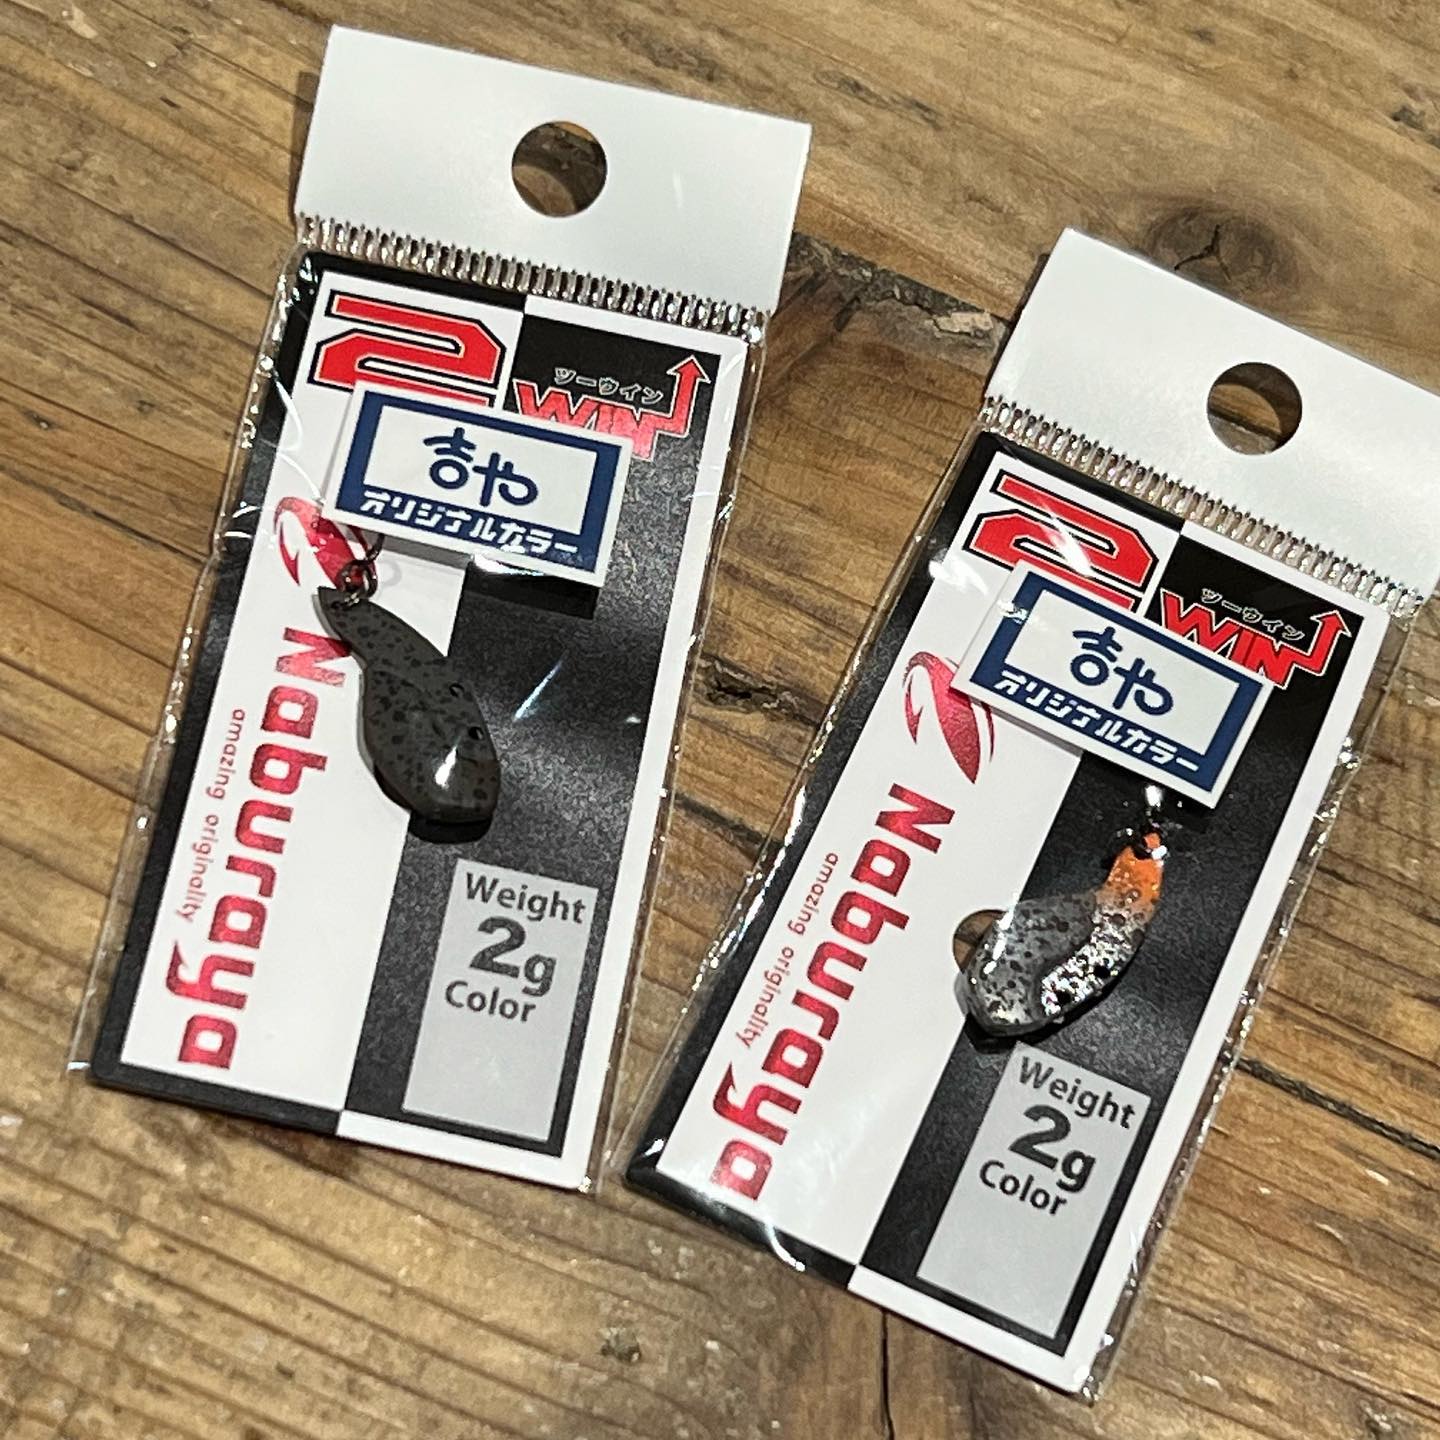 2
ツーウイン
WIN
吉や
オリジナルカラー
Naburaya
amazing originality
Weight
2g
Color
2
ツーウイン
WIN
吉や
オリジナルカラー
Naburaya
amazing originality
Weight
2g
Color